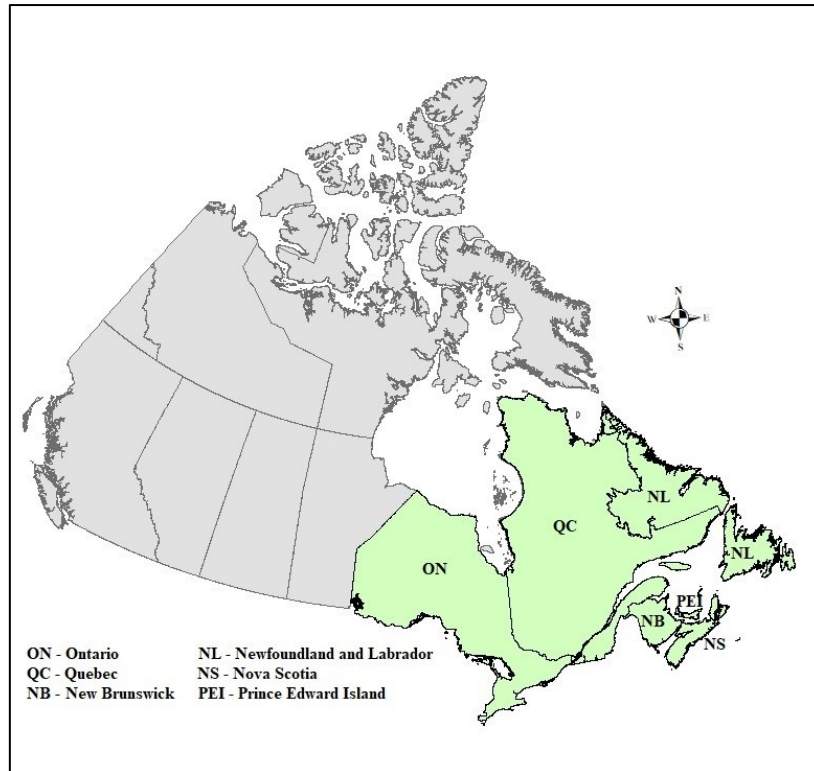 N
W E
S
NL
QC
NL
ON
PEI
NB
NS
ON - Ontario
QC - Quebec
NB - New Brunswick
NL - Newfoundland and Labrador
NS - Nova Scotia
PEI - Prince Edward Island